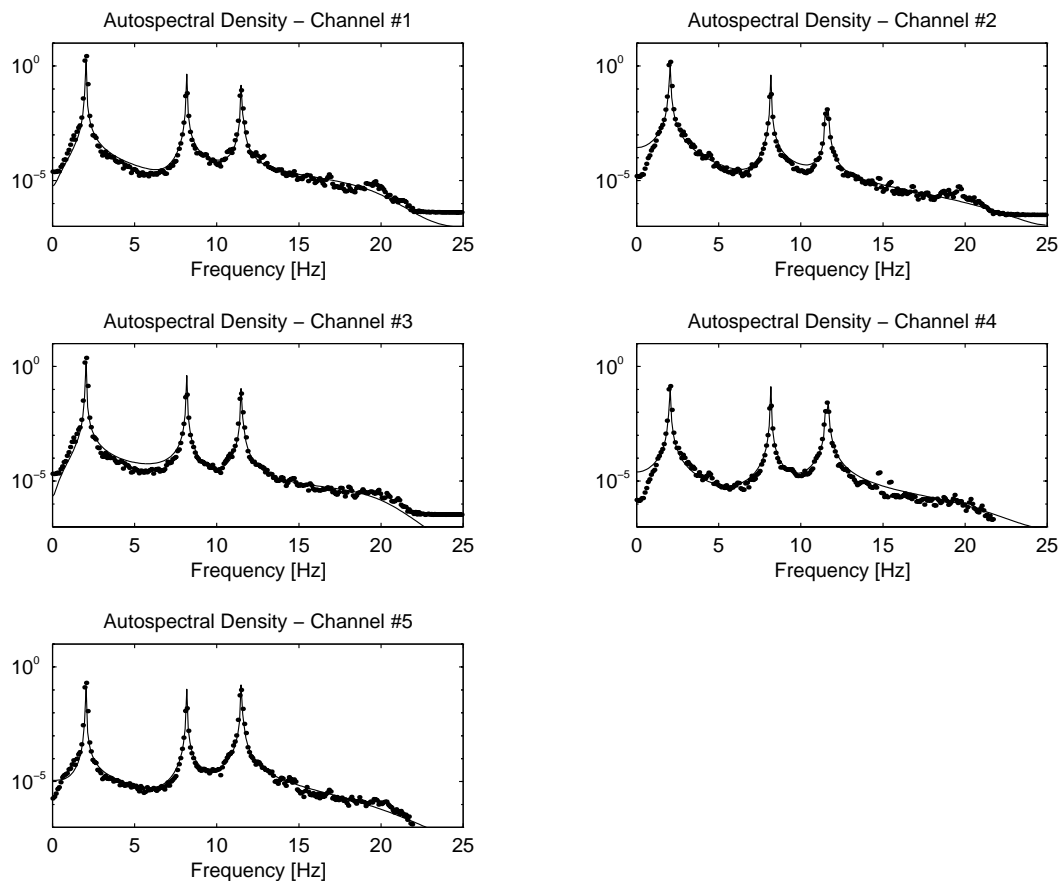 Autospectral Density – Channel #1
10^0
10^−5
0 5 10 15 20 25
Frequency [Hz]
Autospectral Density – Channel #2
10^0
10^−5
0 5 10 15 20 25
Frequency [Hz]
Autospectral Density – Channel #3
10^0
10^−5
0 5 10 15 20 25
Frequency [Hz]
Autospectral Density – Channel #4
10^0
10^−5
0 5 10 15 20 25
Frequency [Hz]
Autospectral Density – Channel #5
10^0
10^−5
0 5 10 15 20 25
Frequency [Hz]